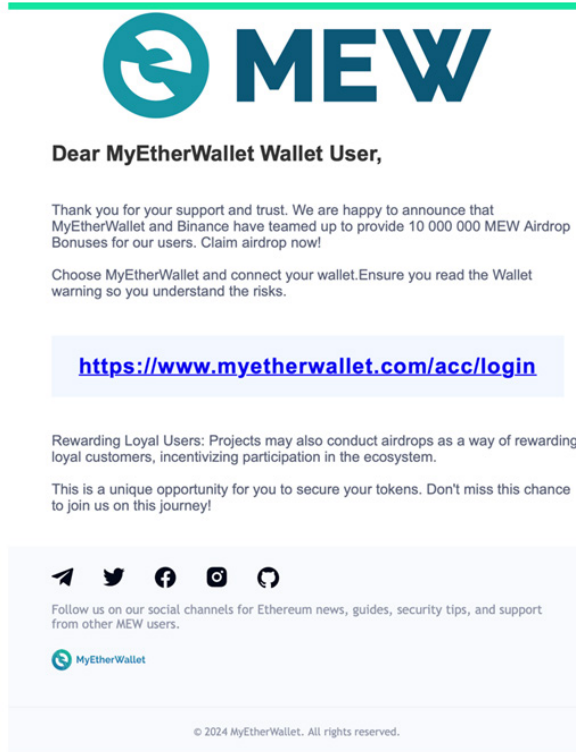 MEW
Dear MyEtherWallet Wallet User,
Thank you for your support and trust. We are happy to announce that
MyEtherWallet and Binance have teamed up to provide 10 000 000 MEW Airdrop
Bonuses for our users. Claim airdrop now!
Choose MyEtherWallet and connect your wallet.Ensure you read the Wallet
warning so you understand the risks.
https://www.myetherwallet.com/acc/login
Rewarding Loyal Users: Projects may also conduct airdrops as a way of rewarding
loyal customers, incentivizing participation in the ecosystem.
This is a unique opportunity for you to secure your tokens. Don't miss this chance
to join us on this journey!
Follow us on our social channels for Ethereum news, guides, security tips, and support
from other MEW users.
MyEtherWallet
© 2024 MyEtherWallet. All rights reserved.